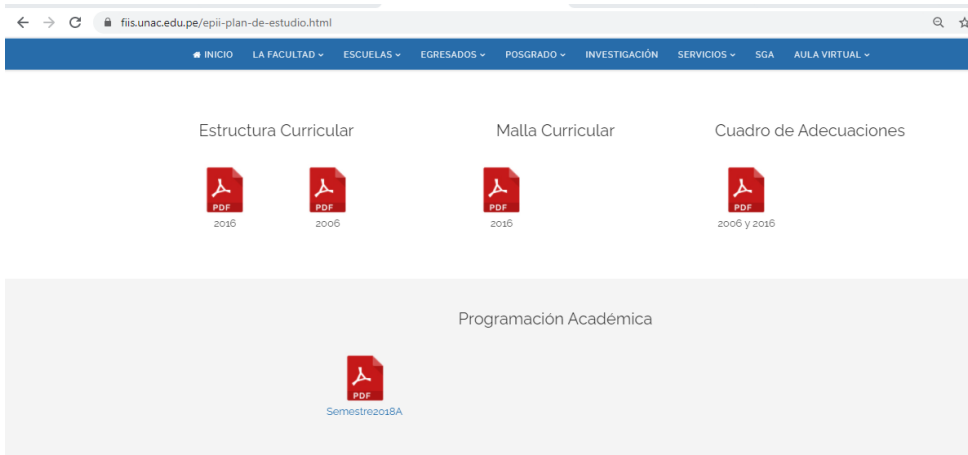 fiis.unac.edu.pe/epii-plan-de-estudio.html
INICIO LA FACULTAD ESCUELAS EGRESADOS POSGRADO INVESTIGACIÓN SERVICIOS SGA AULA VIRTUAL
Estructura Curricular Malla Curricular Cuadro de Adecuaciones
PDF PDF PDF PDF
2016 2006 2016 2006 y 2016
Programación Académica
PDF
Semestre2018A